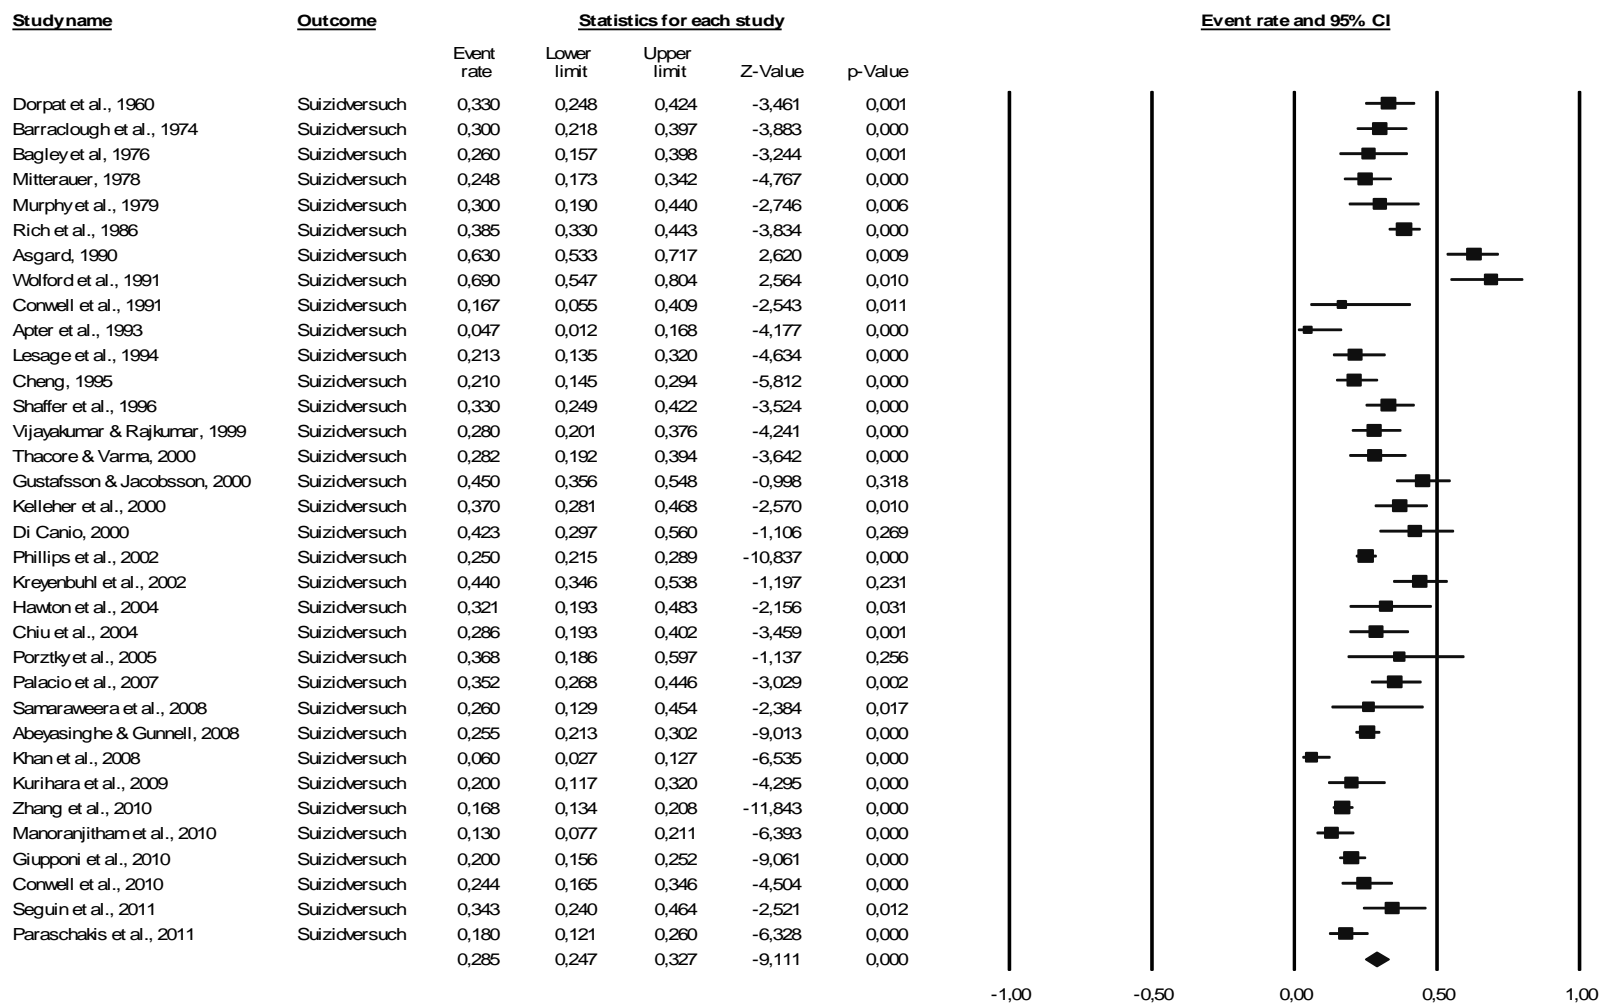 Study name Outcome Statistics for each study Event rate and 95% CI
Event Lower Upper
rate limit limit Z-Value p-Value
Dorpat et al., 1960 Suizidversuch 0,330 0,248 0,424 -3,461 0,001
Barraclough et al., 1974 Suizidversuch 0,300 0,218 0,397 -3,883 0,000
Bagley et al, 1976 Suizidversuch 0,260 0,157 0,398 -3,244 0,001
Mitterauer, 1978 Suizidversuch 0,248 0,173 0,342 -4,767 0,000
Murphy et al., 1979 Suizidversuch 0,300 0,190 0,440 -2,746 0,006
Rich et al., 1986 Suizidversuch 0,385 0,330 0,443 -3,834 0,000
Asgard, 1990 Suizidversuch 0,630 0,533 0,717 2,620 0,009
Wolford et al., 1991 Suizidversuch 0,690 0,547 0,804 2,564 0,010
Conwell et al., 1991 Suizidversuch 0,167 0,055 0,409 -2,543 0,011
Apter et al., 1993 Suizidversuch 0,047 0,012 0,168 -4,177 0,000
Lesage et al., 1994 Suizidversuch 0,213 0,135 0,320 -4,634 0,000
Cheng, 1995 Suizidversuch 0,210 0,145 0,294 -5,812 0,000
Shaffer et al., 1996 Suizidversuch 0,330 0,249 0,422 -3,524 0,000
Vijayakumar & Rajkumar, 1999 Suizidversuch 0,280 0,201 0,376 -4,241 0,000
Thacore & Varma, 2000 Suizidversuch 0,282 0,192 0,394 -3,642 0,000
Gustafsson & Jacobsson, 2000 Suizidversuch 0,450 0,356 0,548 -0,998 0,318
Kelleher et al., 2000 Suizidversuch 0,370 0,281 0,468 -2,570 0,010
Di Canio, 2000 Suizidversuch 0,423 0,297 0,560 -1,106 0,269
Phillips et al., 2002 Suizidversuch 0,250 0,215 0,289 -10,837 0,000
Kreyenbuhl et al., 2002 Suizidversuch 0,440 0,346 0,538 -1,197 0,231
Hawton et al., 2004 Suizidversuch 0,321 0,193 0,483 -2,156 0,031
Chiu et al., 2004 Suizidversuch 0,286 0,193 0,402 -3,459 0,001
Porztky et al., 2005 Suizidversuch 0,368 0,186 0,597 -1,137 0,256
Palacio et al., 2007 Suizidversuch 0,352 0,268 0,446 -3,029 0,002
Samaraweera et al., 2008 Suizidversuch 0,260 0,129 0,454 -2,384 0,017
Abeyasinghe & Gunnell, 2008 Suizidversuch 0,255 0,213 0,302 -9,013 0,000
Khan et al., 2008 Suizidversuch 0,060 0,027 0,127 -6,535 0,000
Kurihara et al., 2009 Suizidversuch 0,200 0,117 0,320 -4,295 0,000
Zhang et al., 2010 Suizidversuch 0,168 0,134 0,208 -11,843 0,000
Manoranjitham et al., 2010 Suizidversuch 0,130 0,077 0,211 -6,393 0,000
Giupponi et al., 2010 Suizidversuch 0,200 0,156 0,252 -9,061 0,000
Conwell et al., 2010 Suizidversuch 0,244 0,165 0,346 -4,504 0,000
Seguin et al., 2011 Suizidversuch 0,343 0,240 0,464 -2,521 0,012
Paraschakis et al., 2011 Suizidversuch 0,180 0,121 0,260 -6,328 0,000
0,285 0,247 0,327 -9,111 0,000
-1,00 -0,50 0,00 0,50 1,00